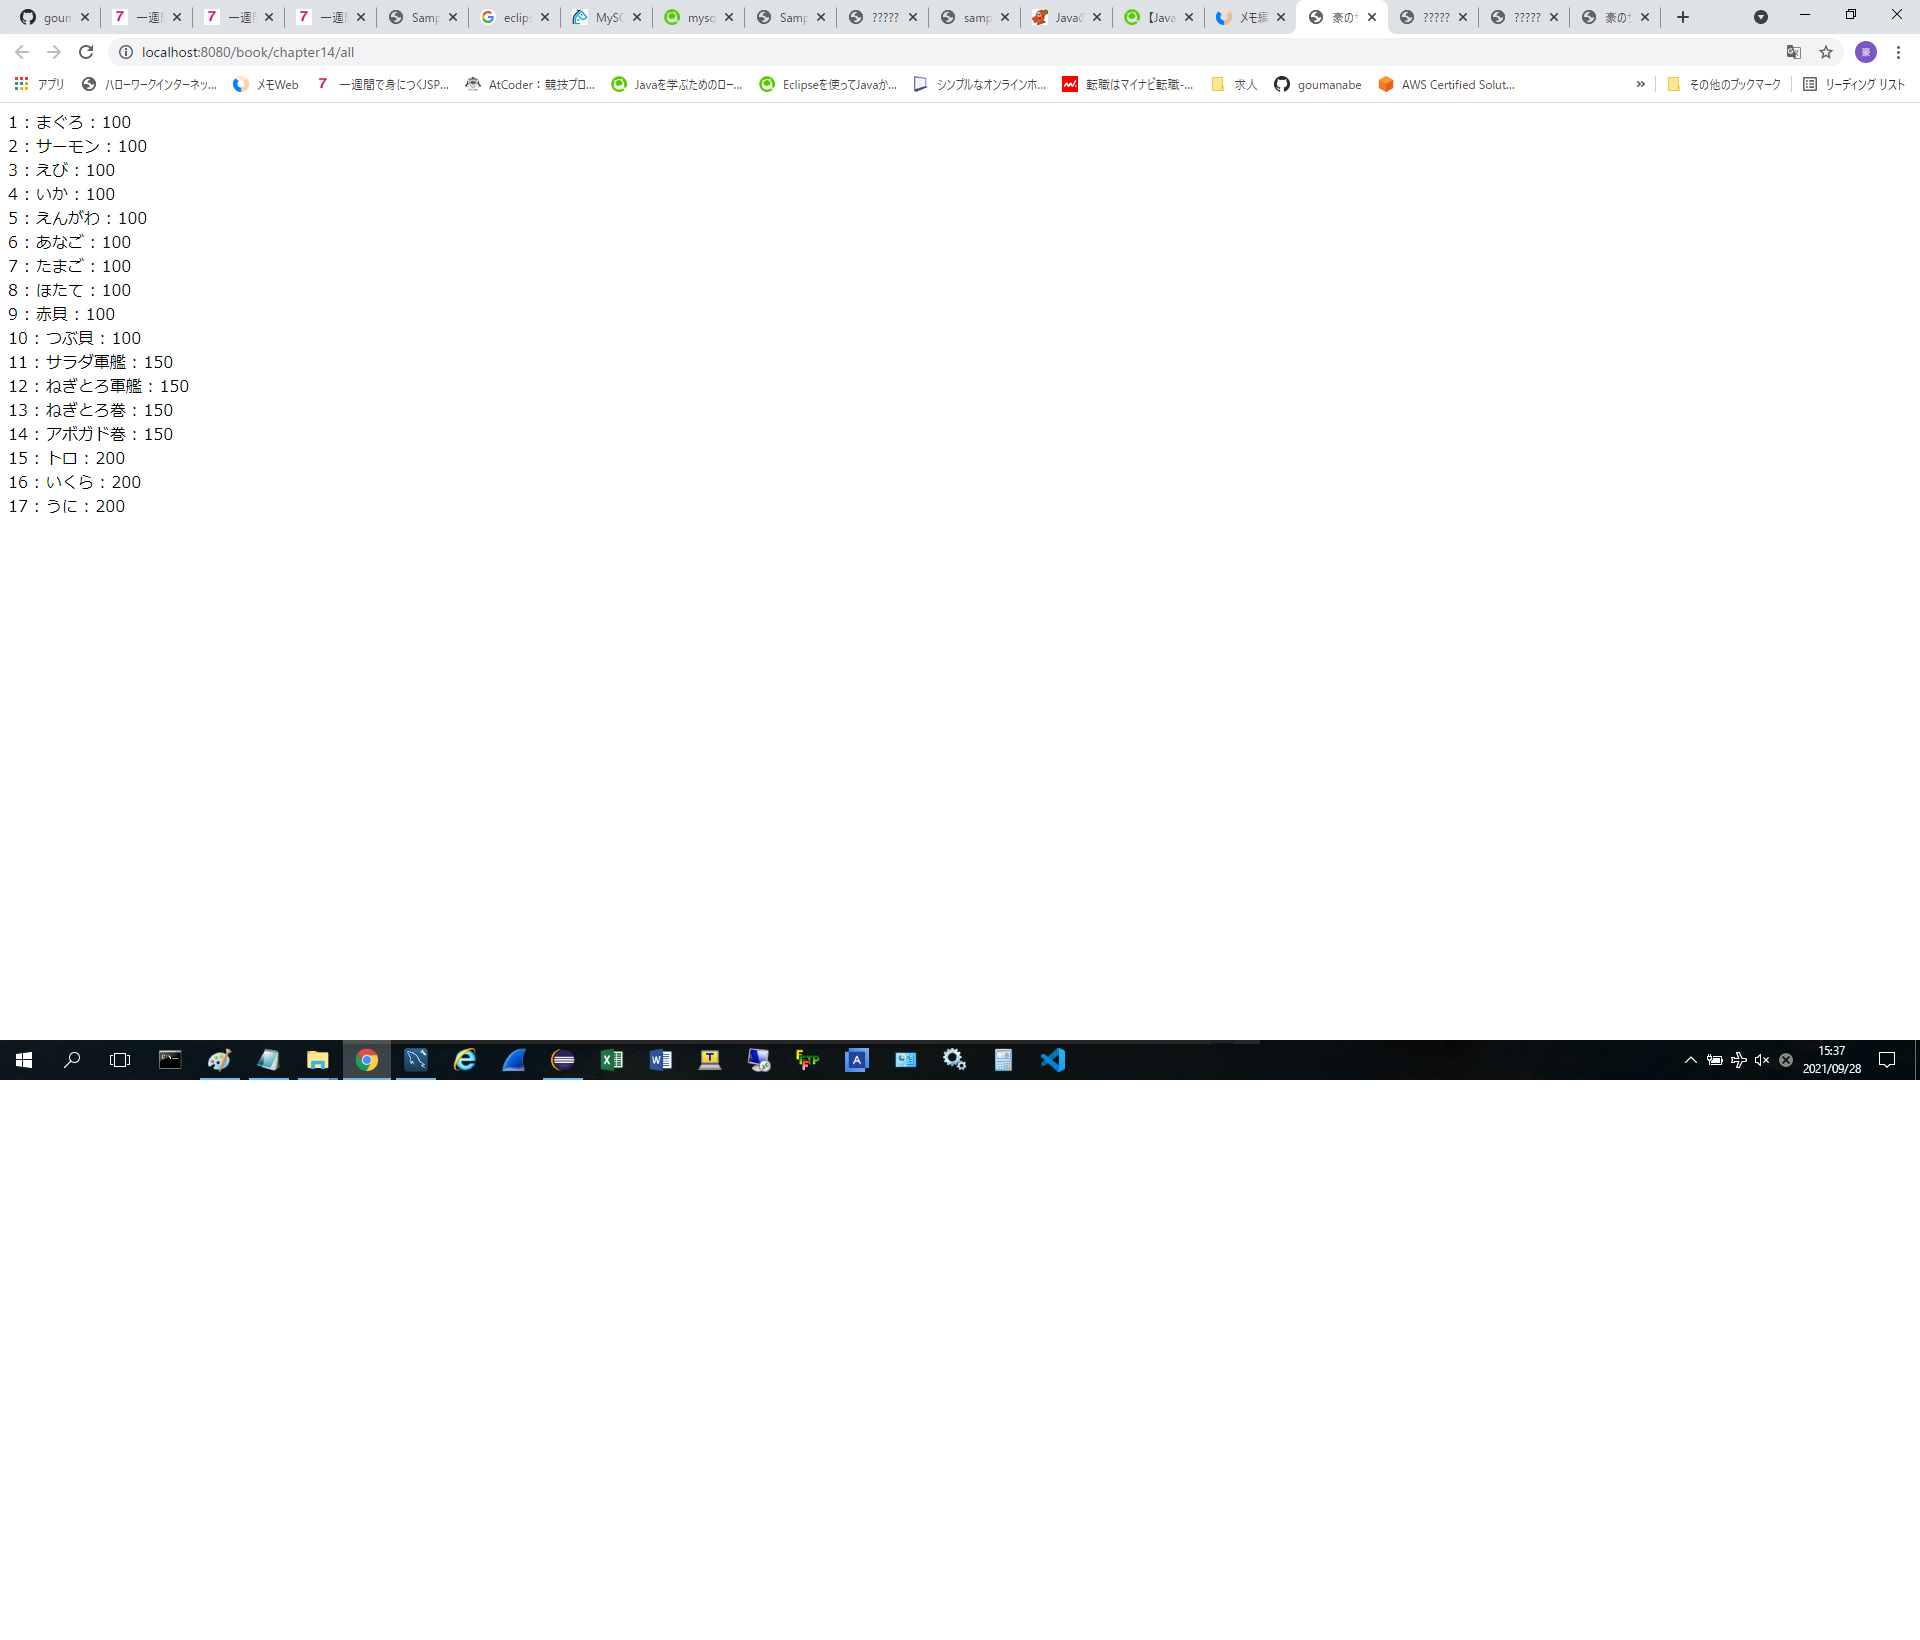 goun
一週
一週
一週
Samp
eclip
MyS
mysq
Samp
?????
samp
Java
【Java
メモ
豪の
?????
?????
豪の
localhost:8080/book/chapter14/all
豪
アプリ
ハローワークインターネッ...
メモWeb
一週間で身につくJSP...
AtCoder：競技プロ...
Javaを学ぶためのロー...
Eclipseを使ってJavaか...
シンプルなオンラインホ...
転職はマイナビ転職-...
求人
goumanabe
AWS Certified Solut...
»
その他のブックマーク
リーディング リスト
1：まぐろ：100
2：サーモン：100
3：えび：100
4：いか：100
5：えんがわ：100
6：あなご：100
7：たまご：100
8：ほたて：100
9：赤貝：100
10：つぶ貝：100
11：サラダ軍艦：150
12：ねぎとろ軍艦：150
13：ねぎとろ巻：150
14：アボガド巻：150
15：トロ：200
16：いくら：200
17：うに：200
15:37
2021/09/28